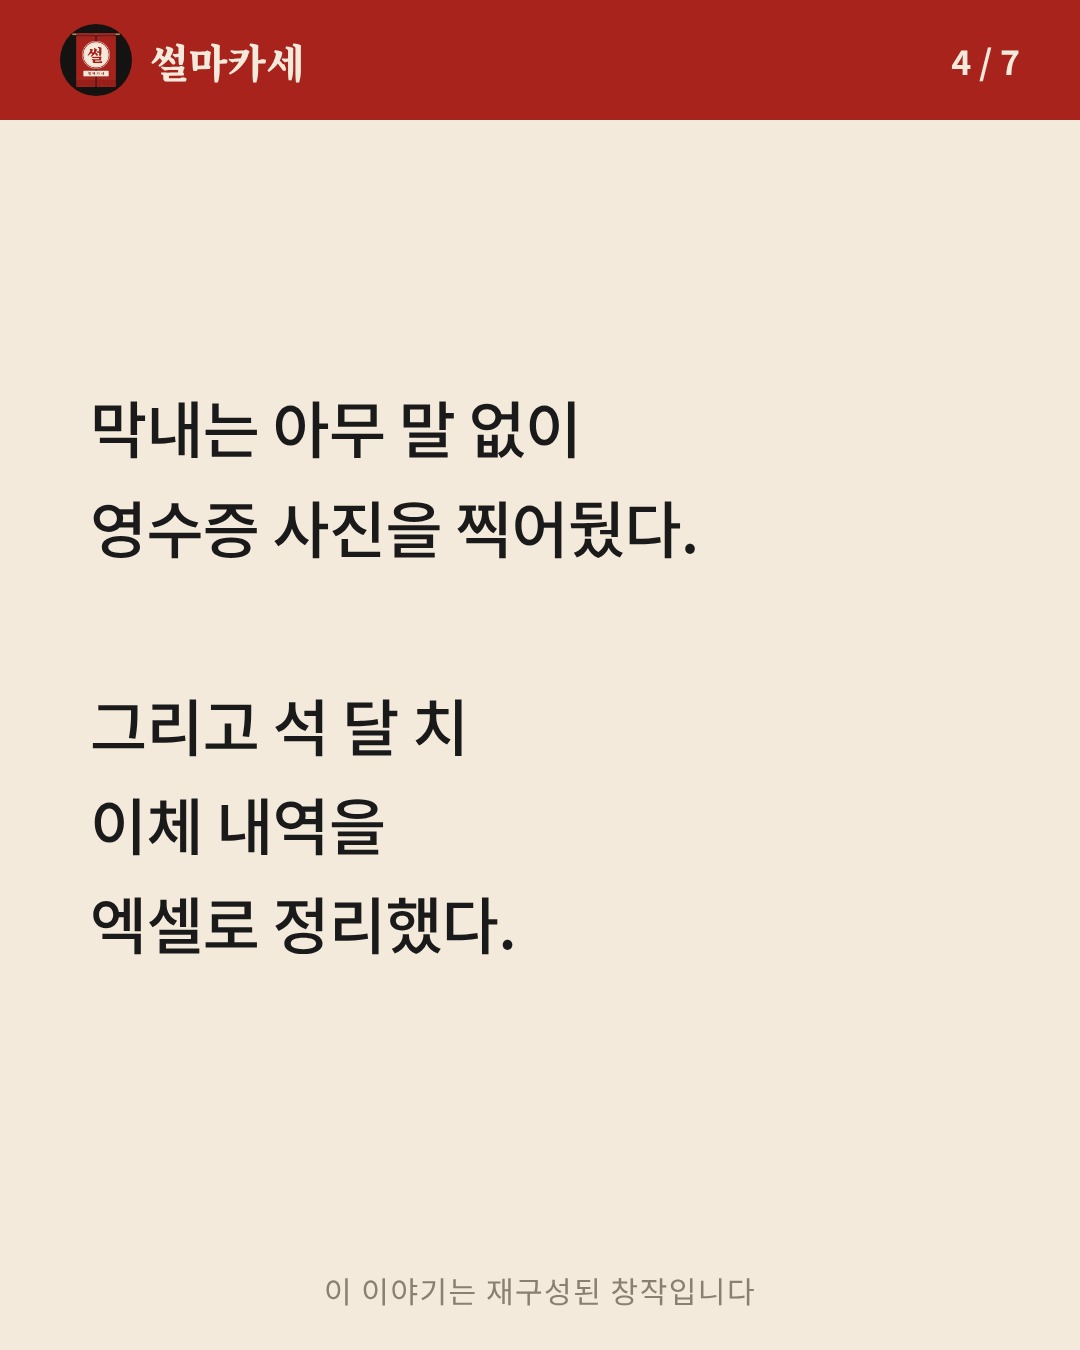 썰
썰마카세
4 / 7
막내는 아무 말 없이
영수증 사진을 찍어뒀다.
그리고 석 달 치
이체 내역을
엑셀로 정리했다.
이 이야기는 재구성된 창작입니다